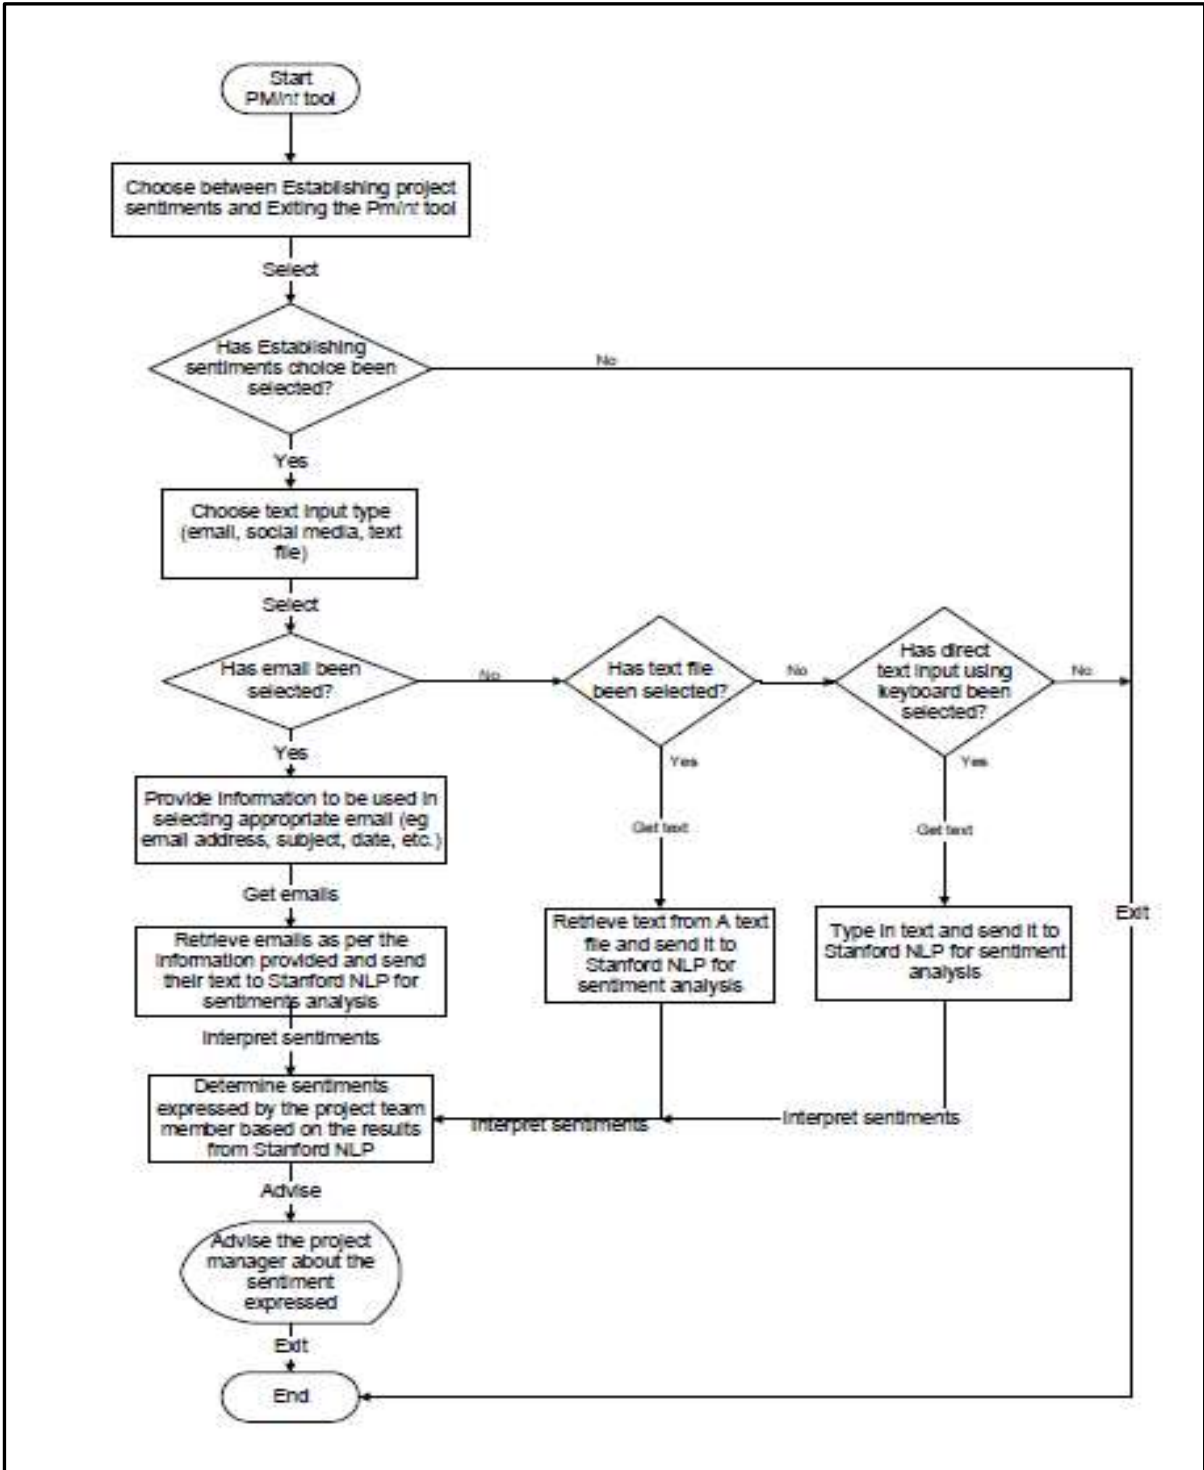 Start
PMInt tool
Choose between Establishing project
sentiments and Exiting the PmInt tool
Select
Has Establishing
sentiments choice been
selected?
No
Yes
Choose text input type
(email, social media, text
file)
Select
Has email been
selected?
No
Has text file
been selected?
No
Has direct
text input using
keyboard been
selected?
No
Yes
Yes
Yes
Provide information to be used in
selecting appropriate email (eg
email address, subject, date, etc.)
Get text
Get text
Get emails
Retrieve emails as per the
information provided and send
their text to Stanford NLP for
sentiments analysis
Retrieve text from A text
file and send it to
Stanford NLP for
sentiment analysis
Type in text and send it to
Stanford NLP for sentiment
analysis
Exit
Interpret sentiments
Determine sentiments
expressed by the project team
member based on the results
from Stanford NLP
Interpret sentiments
Interpret sentiments
Advise
Advise the project
manager about the
sentiment
expressed
Exit
End